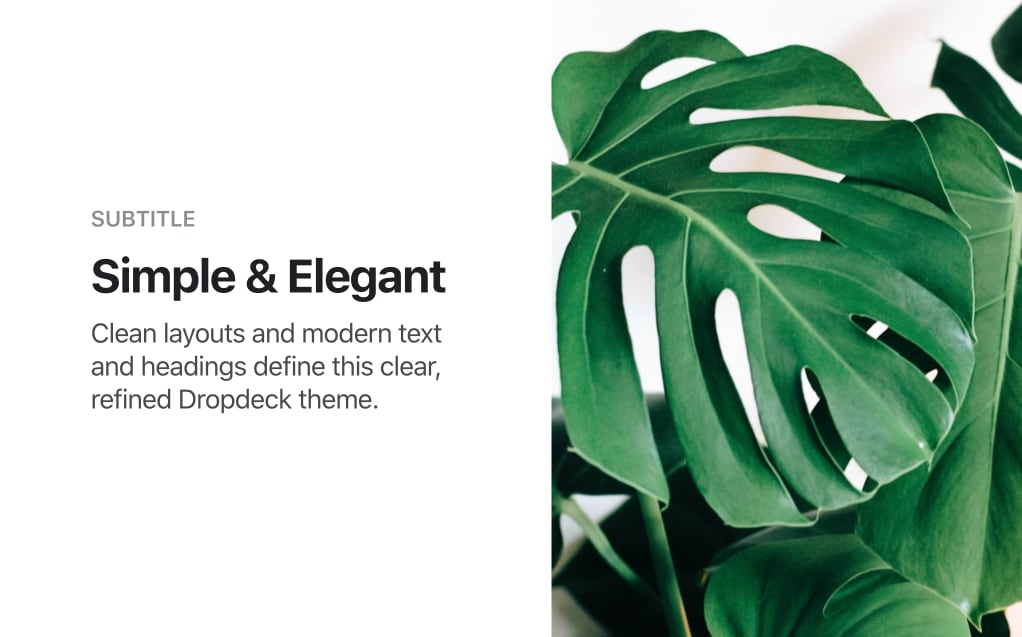 SUBTITLE
Simple & Elegant
Clean layouts and modern text
and headings define this clear,
refined Dropdeck theme.